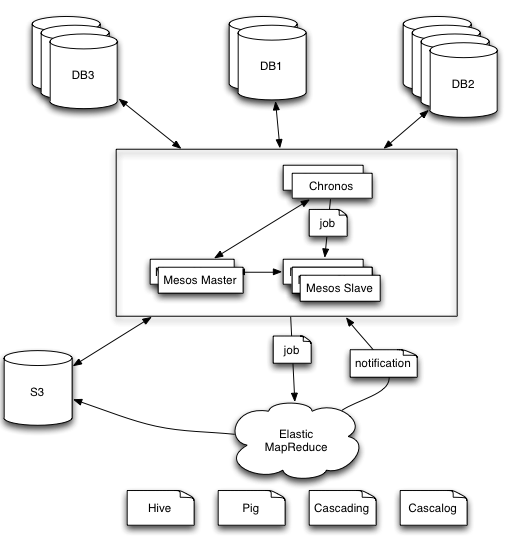 DB3
DB1
DB2
Chronos
job
Mesos Master
Mesos Slave
job
notification
S3
Elastic
MapReduce
Hive
Pig
Cascading
Cascalog